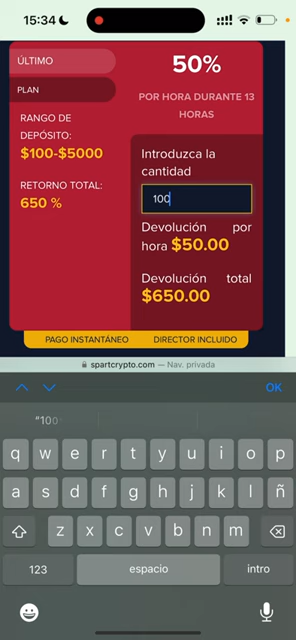 15:34
ÚLTIMO
PLAN
RANGO DE
DEPÓSITO:
$100-$5000
RETORNO TOTAL:
650 %
50%
POR HORA DURANTE 13
HORAS
Introduzca la
cantidad
100
Devolución por
hora $50.00
Devolución total
$650.00
PAGO INSTANTÁNEO DIRECTOR INCLUIDO
spartcrypto.com — Nav. privada
OK
"100"
q w e r t y u i o p
a s d f g h j k l ñ
z x c v b n m
123 espacio intro